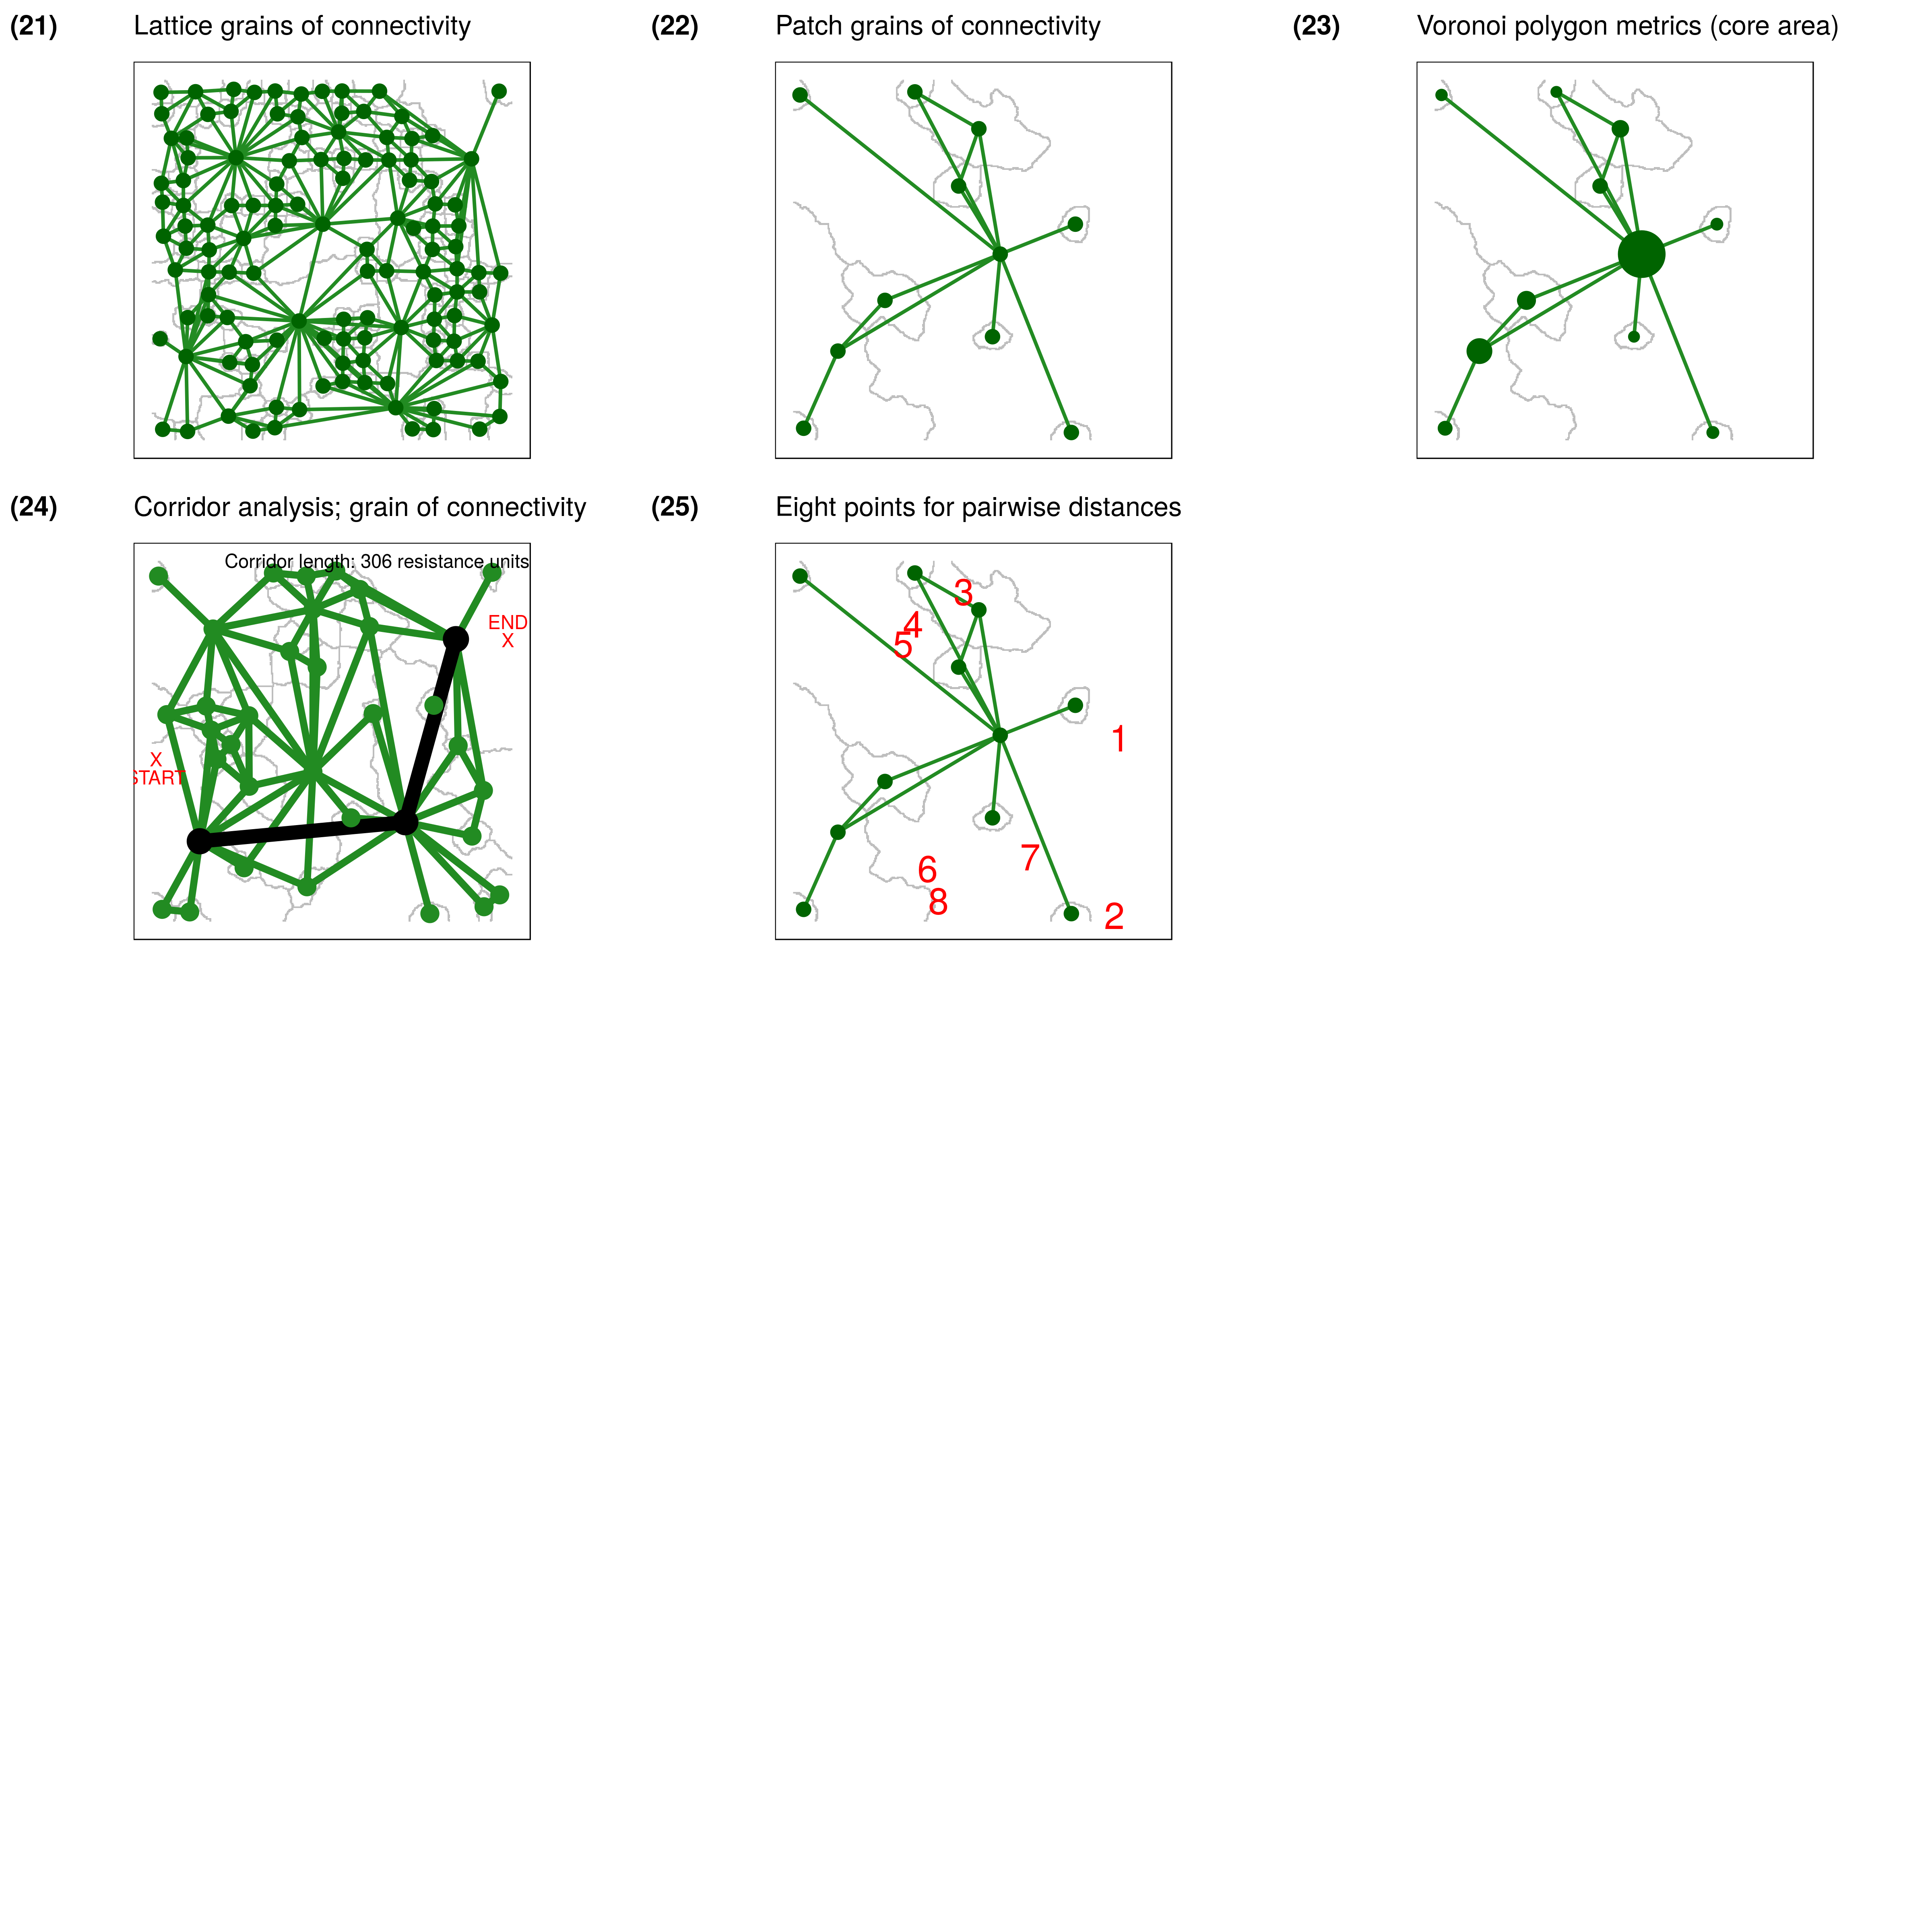 (21) Lattice grains of connectivity
(22) Patch grains of connectivity
(23) Voronoi polygon metrics (core area)
(24) Corridor analysis; grain of connectivity
Corridor length: 306 resistance units
END
X
X
START
(25) Eight points for pairwise distances
3
4
5
1
6
7
8
2